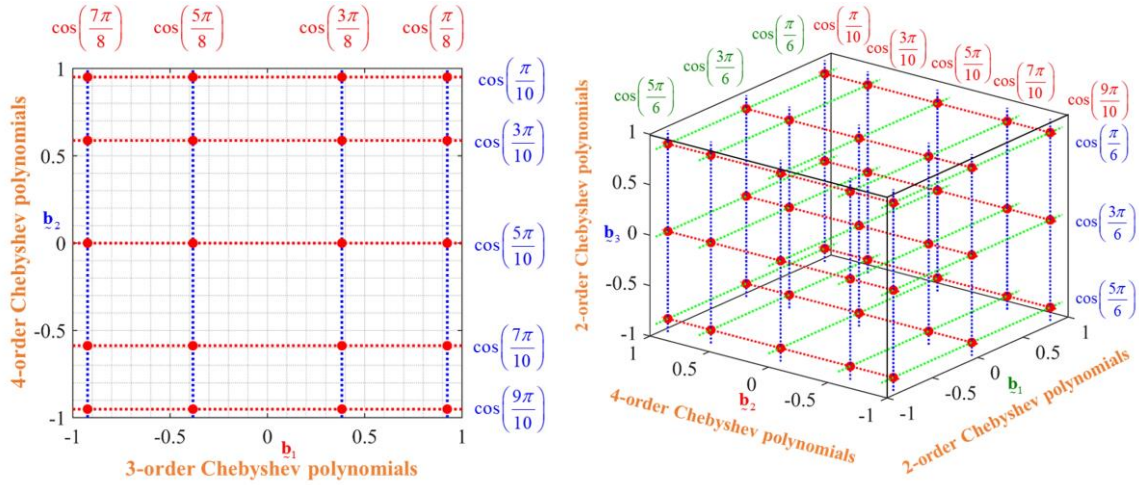 cos(7π/8) cos(5π/8) cos(3π/8) cos(π/8)
1
0.5
0
-0.5
-1
b₂
4-order Chebyshev polynomials
cos(π/10)
cos(3π/10)
cos(5π/10)
cos(7π/10)
cos(9π/10)
-1 -0.5 0 0.5 1
b₁
3-order Chebyshev polynomials
cos(5π/6)
cos(3π/6)
cos(π/6)
cos(π/10)
cos(3π/10)
cos(5π/10)
cos(7π/10)
cos(9π/10)
cos(π/6)
cos(3π/6)
cos(5π/6)
1
0.5
0
-0.5
-1
b₃
2-order Chebyshev polynomials
1 0.5 0 -0.5 -1
b₂
4-order Chebyshev polynomials
-1 -0.5 0 0.5 1
b₁
2-order Chebyshev polynomials